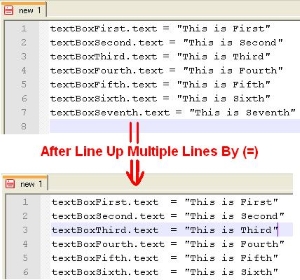 new 1
1 textBoxFirst.text = "This is First"
2 textBoxSecond.text = "This is Second"
3 textBoxThird.text = "This is Third"
4 textBoxFourth.text = "This is Fourth"
5 textBoxFifth.text = "This is Fifth"
6 textBoxSixth.text = "This is Sixth"
7 textBoxSeventh.text = "This is Seventh"
8
After Line Up Multiple Lines By (=)
new 1
1 textBoxFirst.text   = "This is First"
2 textBoxSecond.text  = "This is Second"
3 textBoxThird.text   = "This is Third"
4 textBoxFourth.text  = "This is Fourth"
5 textBoxFifth.text   = "This is Fifth"
6 textBoxSixth.text   = "This is Sixth"